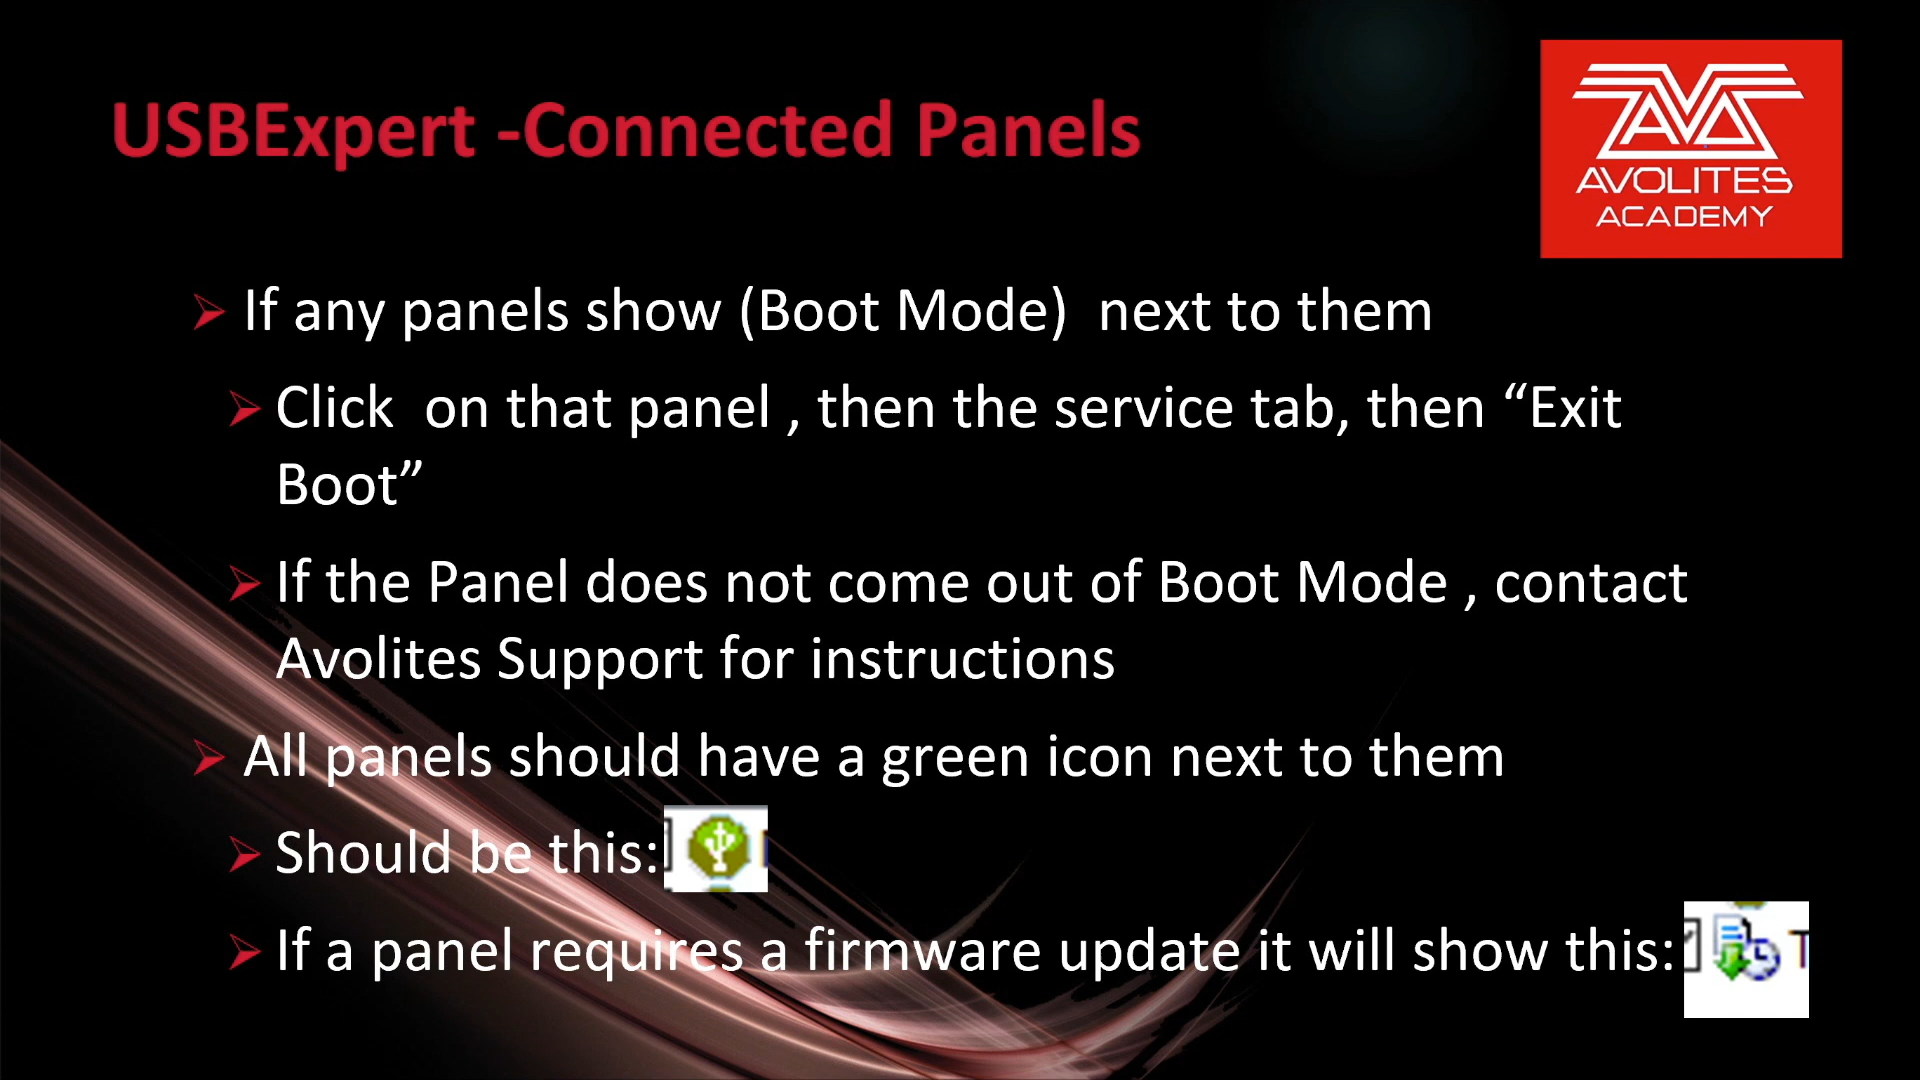 USBExpert -Connected Panels
AVOLITES
ACADEMY
If any panels show (Boot Mode)  next to them
Click  on that panel , then the service tab, then “Exit
Boot”
If the Panel does not come out of Boot Mode , contact
Avolites Support for instructions
All panels should have a green icon next to them
Should be this:
If a panel requires a firmware update it will show this: